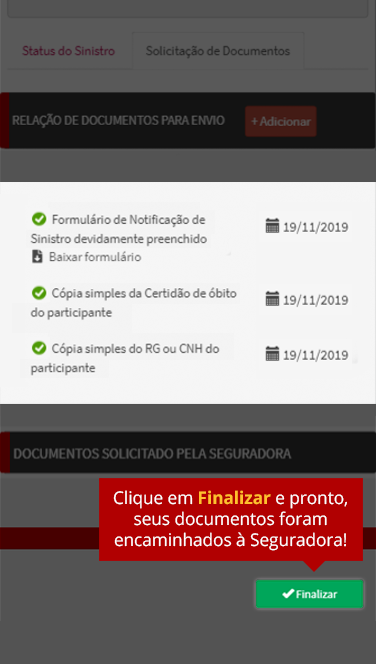 Status do Sinistro
Solicitação de Documentos
RELAÇÃO DE DOCUMENTOS PARA ENVIO
+Adicionar
Formulário de Notificação de
Sinistro devidamente preenchido
Baixar formulário
19/11/2019
Cópia simples da Certidão de óbito
do participante
19/11/2019
Cópia simples do RG ou CNH do
participante
19/11/2019
DOCUMENTOS SOLICITADO PELA SEGURADORA
Clique em Finalizar e pronto,
seus documentos foram
encaminhados à Seguradora!
Finalizar